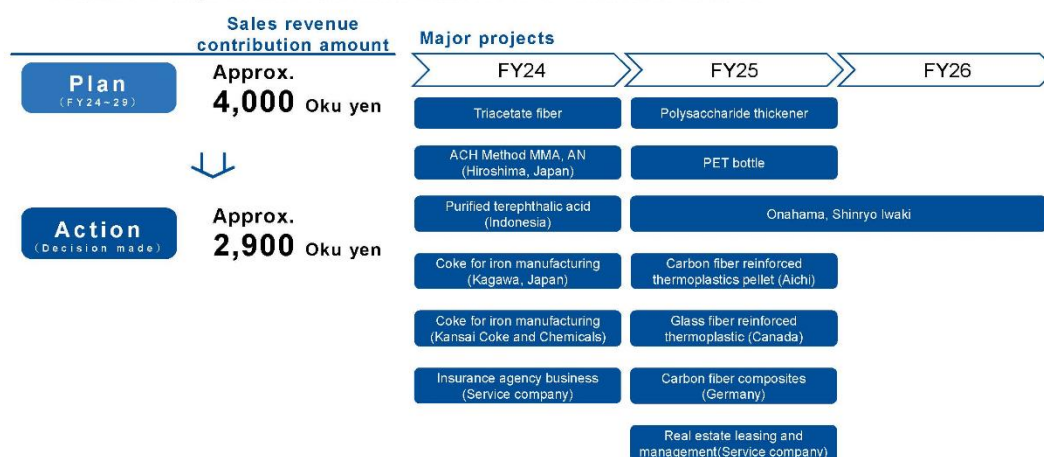 Sales revenue
contribution amount
Major projects
FY24
FY25
FY26
Plan
(FY24~29)
Approx.
4,000 Oku yen
Action
(Decision made)
Approx.
2,900 Oku yen
Triacetate fiber
ACH Method MMA, AN
(Hiroshima, Japan)
Purified terephthalic acid
(Indonesia)
Coke for iron manufacturing
(Kagawa, Japan)
Coke for iron manufacturing
(Kansai Coke and Chemicals)
Insurance agency business
(Service company)
Polysaccharide thickener
PET bottle
Onahama, Shinryo Iwaki
Carbon fiber reinforced
thermoplastics pellet (Aichi)
Glass fiber reinforced
thermoplastic (Canada)
Carbon fiber composites
(Germany)
Real estate leasing and
management(Service company)